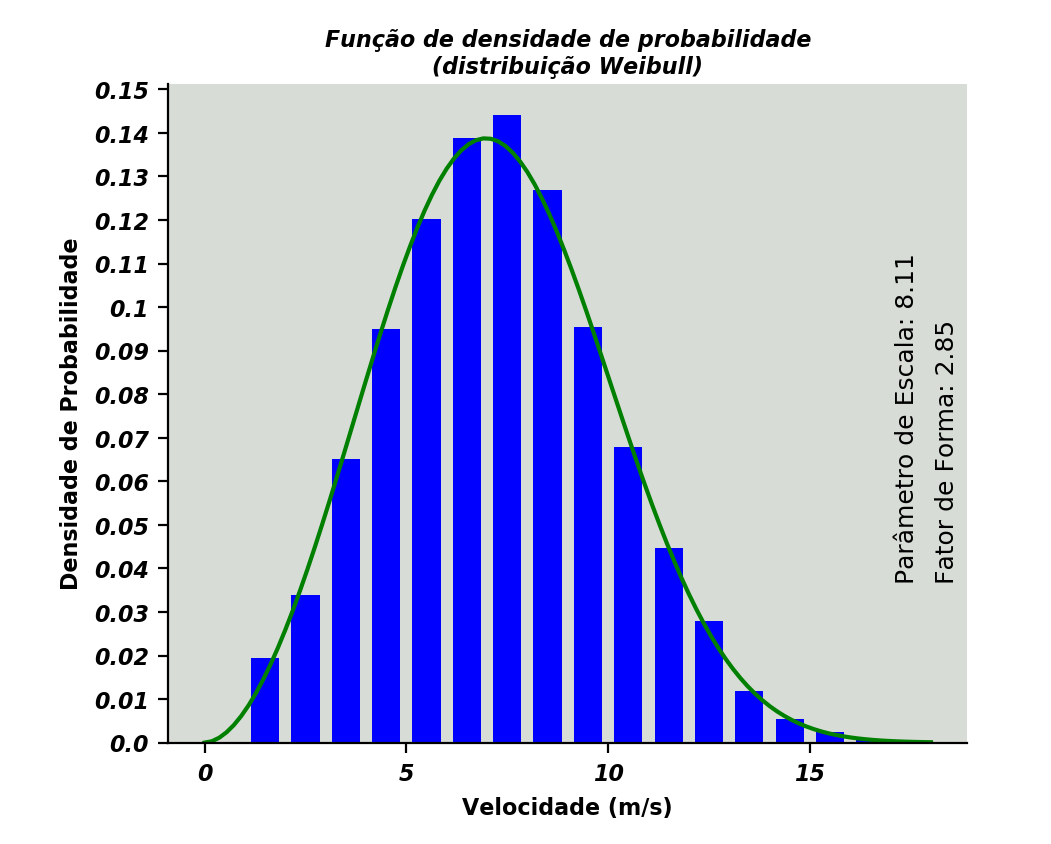 Função de densidade de probabilidade
(distribuição Weibull)
0.15
0.14
0.13
0.12
0.11
0.1
0.09
0.08
0.07
0.06
0.05
0.04
0.03
0.02
0.01
0.0
Densidade de Probabilidade
Parâmetro de Escala: 8.11
Fator de Forma: 2.85
0 5 10 15
Velocidade (m/s)